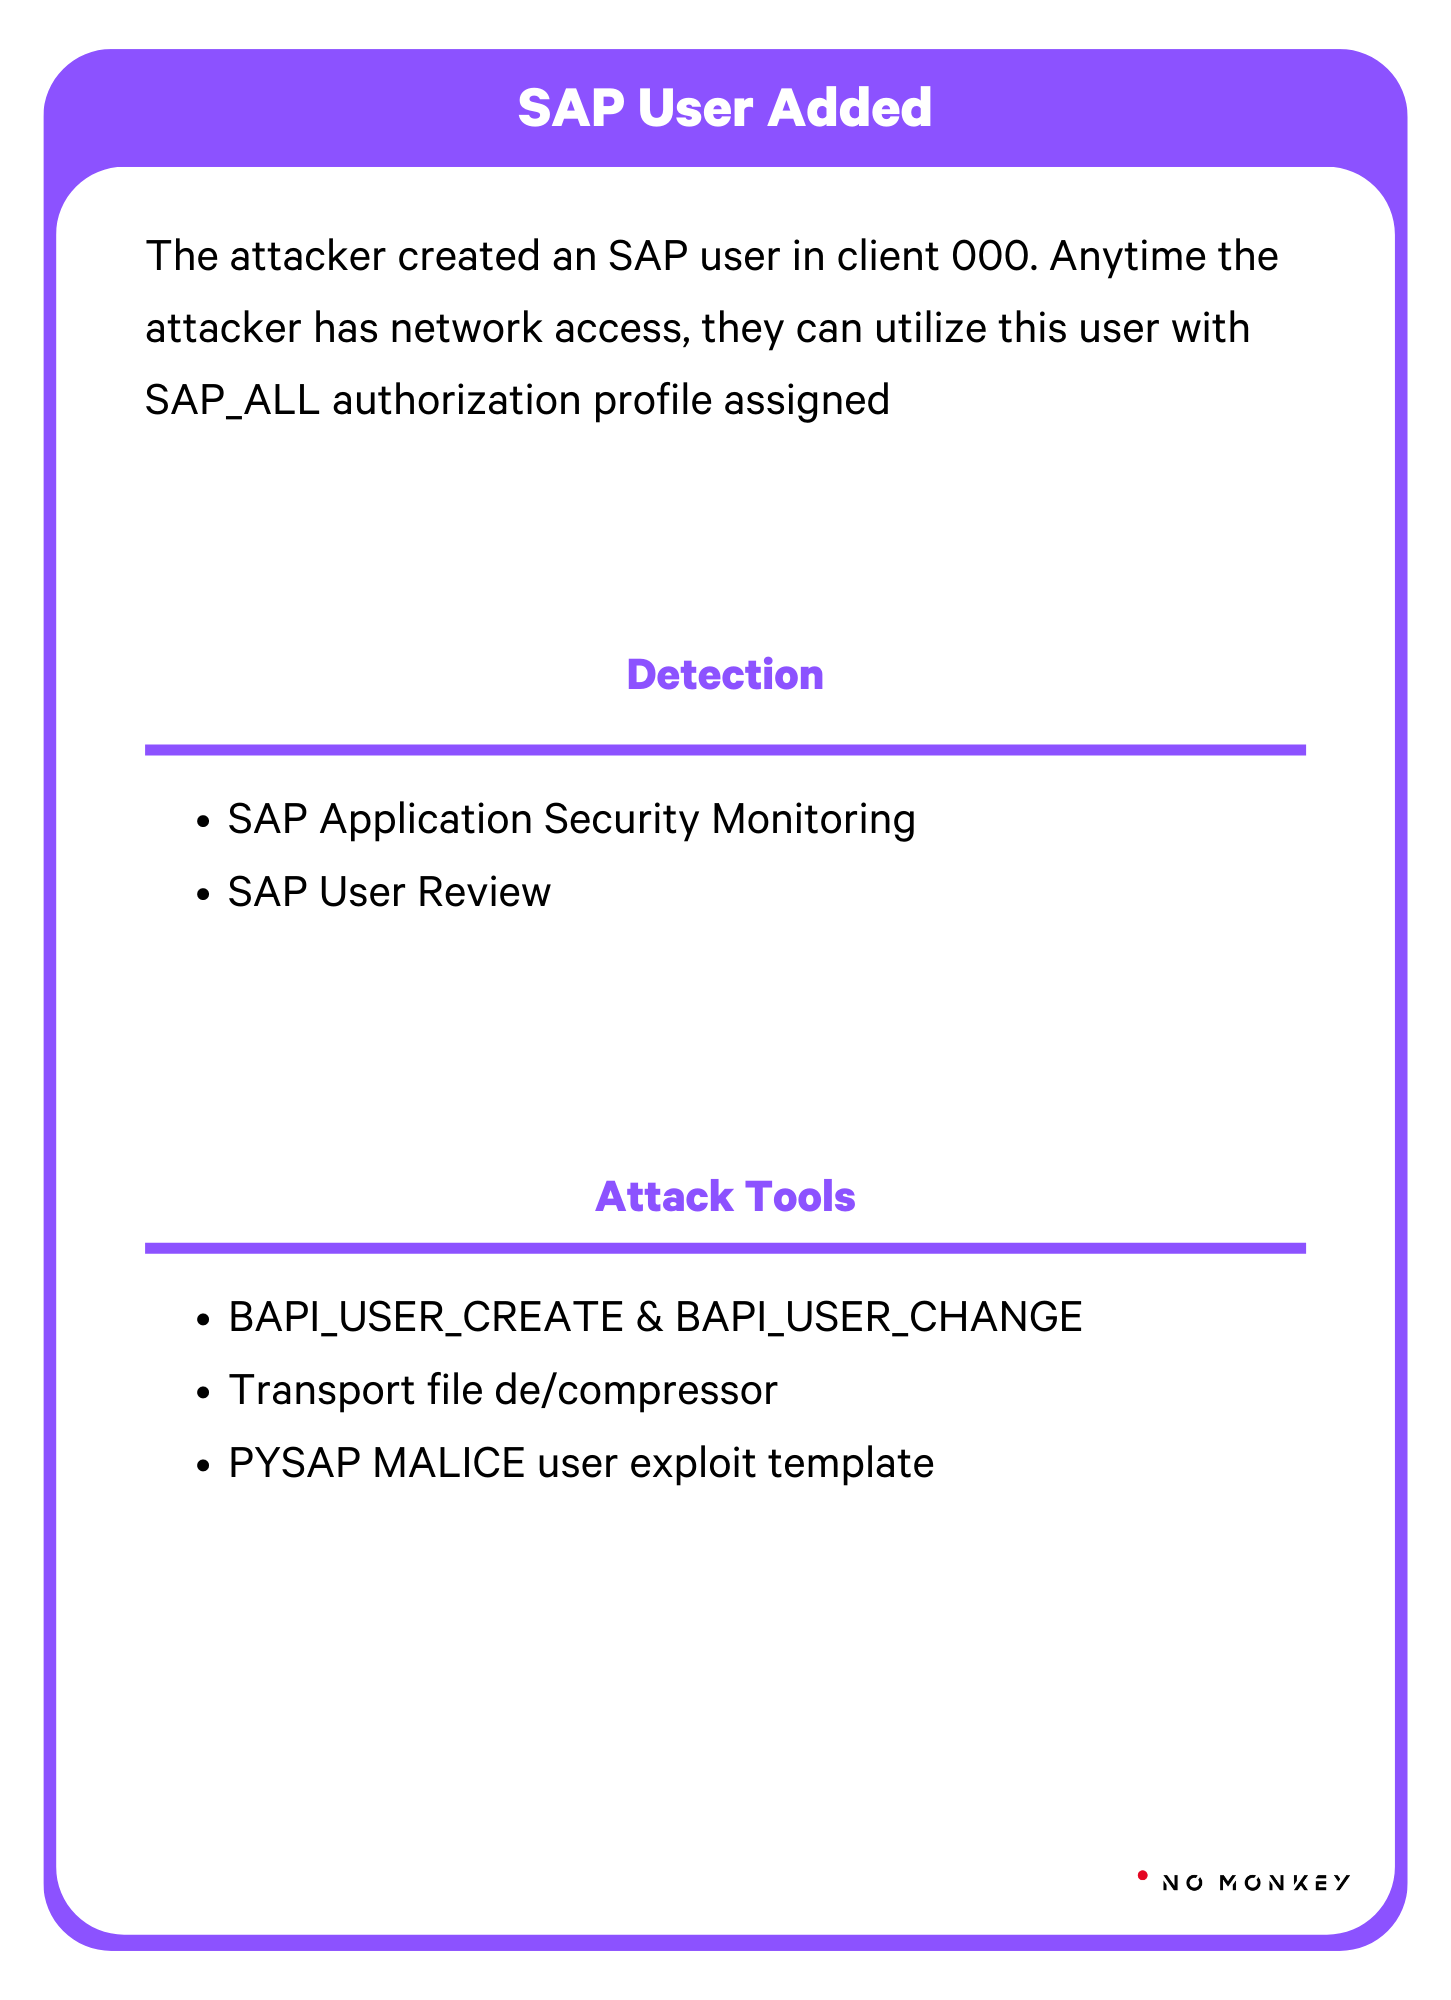 SAP User Added
The attacker created an SAP user in client 000. Anytime the
attacker has network access, they can utilize this user with
SAP_ALL authorization profile assigned
Detection
• SAP Application Security Monitoring
• SAP User Review
Attack Tools
• BAPI_USER_CREATE & BAPI_USER_CHANGE
• Transport file de/compressor
• PYSAP MALICE user exploit template
NO MONKEY